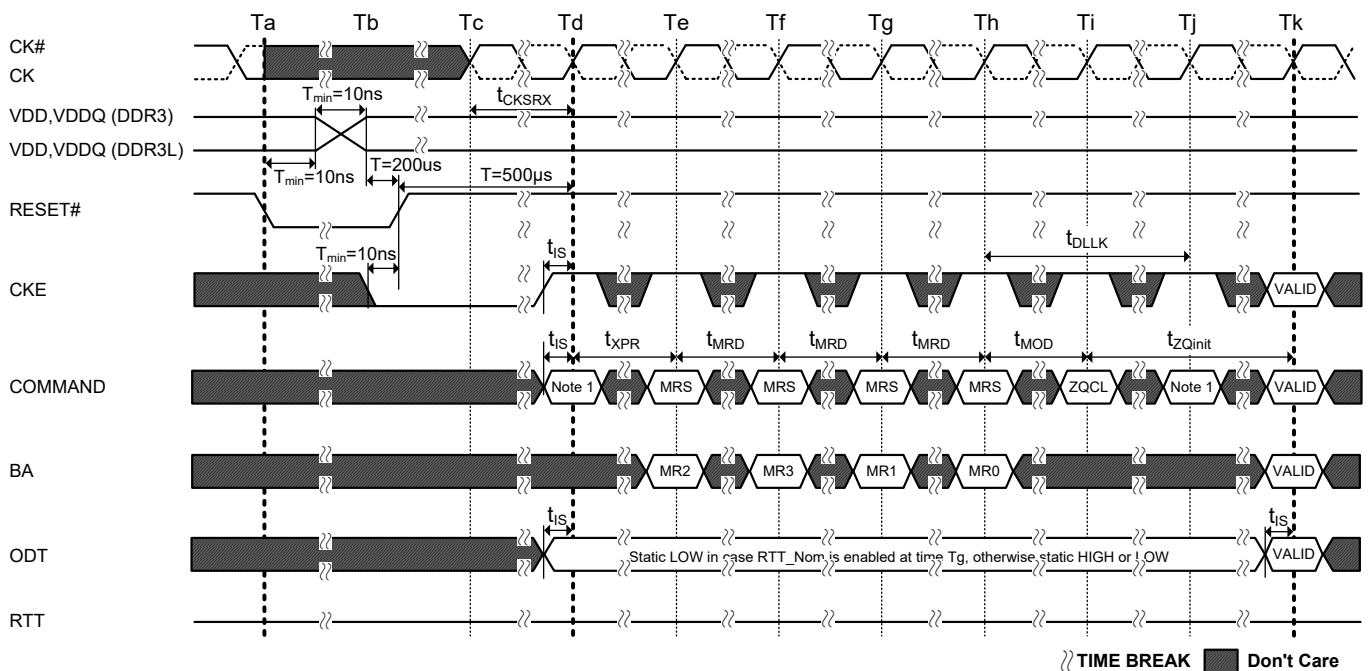 Ta Tb Tc Td Te Tf Tg Th Ti Tj Tk
CK#
CK
Tmin=10ns
tCKSRX
VDD,VDDQ (DDR3)
VDD,VDDQ (DDR3L)
Tmin=10ns
T=200us
T=500µs
RESET#
Tmin=10ns
tIS
tDLLK
CKE
VALID
tIS tXPR tMRD tMRD tMRD tMOD tZQinit
COMMAND
Note 1 MRS MRS MRS MRS ZQCL Note 1 VALID
BA
MR2 MR3 MR1 MR0 VALID
tIS tIS
ODT
Static LOW in case RTT_Nom is enabled at time Tg, otherwise static HIGH or LOW
VALID
RTT
TIME BREAK Don't Care